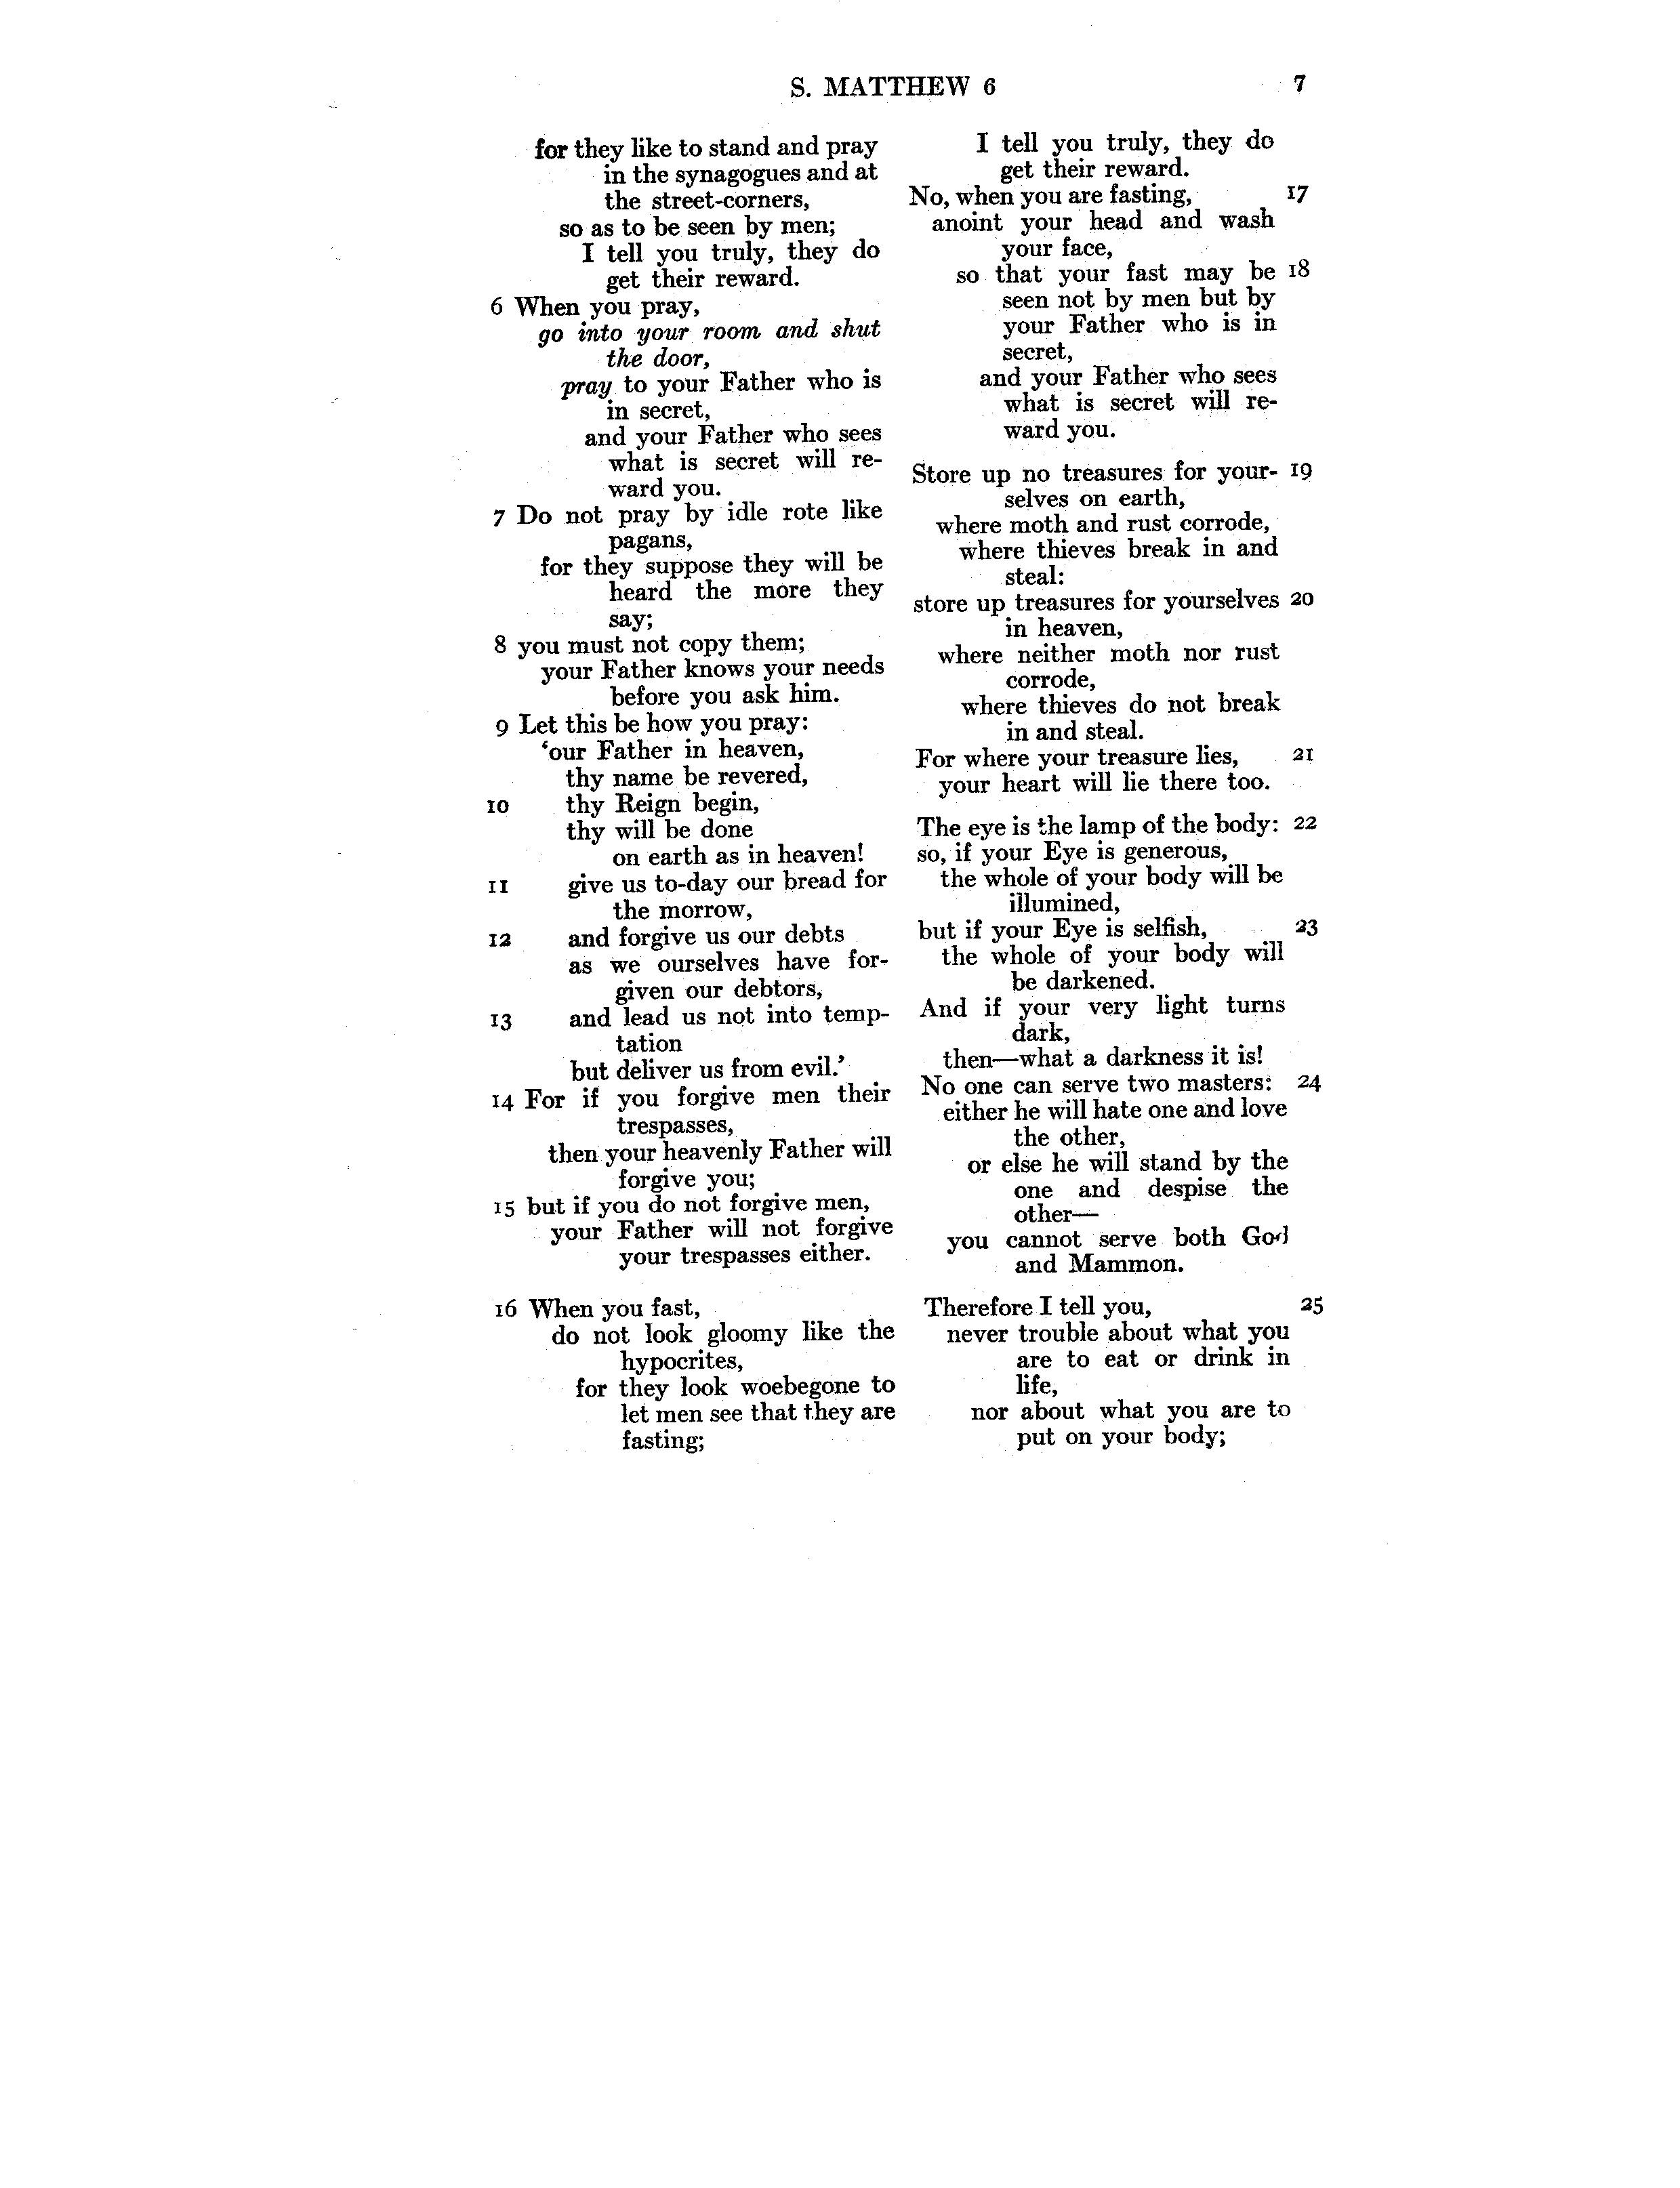 S. MATTHEW 6 7
for they like to stand and pray
in the synagogues and at
the street-corners,
so as to be seen by men;
I tell you truly, they do
get their reward.
6 When you pray,
go into your room and shut
the door,
pray to your Father who is
in secret,
and your Father who sees
what is secret will re-
ward you.
7 Do not pray by idle rote like
pagans,
for they suppose they will be
heard the more they
say;
8 you must not copy them;
your Father knows your needs
before you ask him.
9 Let this be how you pray:
‘our Father in heaven,
thy name be revered,
10 thy Reign begin,
thy will be done
on earth as in heaven!
11 give us to-day our bread for
the morrow,
12 and forgive us our debts
as we ourselves have for-
given our debtors,
13 and lead us not into temp-
tation
but deliver us from evil.’
14 For if you forgive men their
trespasses,
then your heavenly Father will
forgive you;
15 but if you do not forgive men,
your Father will not forgive
your trespasses either.
16 When you fast,
do not look gloomy like the
hypocrites,
for they look woebegone to
let men see that they are
fasting;
I tell you truly, they do
get their reward.
No, when you are fasting, 17
anoint your head and wash
your face,
so that your fast may be 18
seen not by men but by
your Father who is in
secret,
and your Father who sees
what is secret will re-
ward you.
Store up no treasures for your- 19
selves on earth,
where moth and rust corrode,
where thieves break in and
steal:
store up treasures for yourselves 20
in heaven,
where neither moth nor rust
corrode,
where thieves do not break
in and steal.
For where your treasure lies, 21
your heart will lie there too.
The eye is the lamp of the body: 22
so, if your Eye is generous,
the whole of your body will be
illumined,
but if your Eye is selfish, 23
the whole of your body will
be darkened.
And if your very light turns
dark,
then—what a darkness it is!
No one can serve two masters: 24
either he will hate one and love
the other,
or else he will stand by the
one and despise the
other—
you cannot serve both God
and Mammon.
Therefore I tell you, 25
never trouble about what you
are to eat or drink in
life,
nor about what you are to
put on your body;